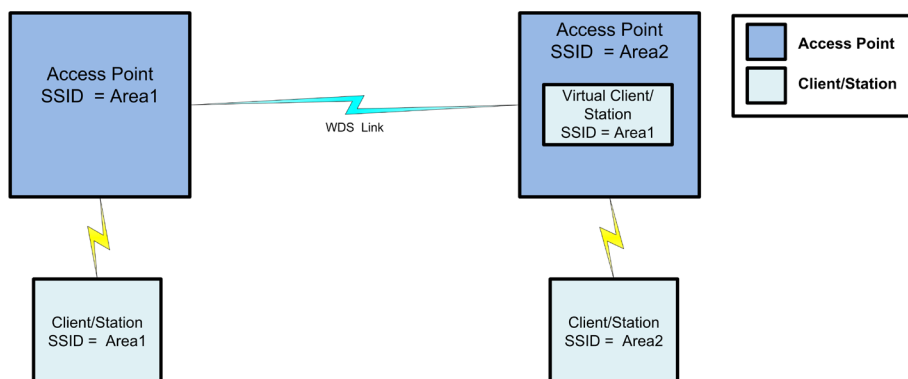 Access Point
SSID = Area1
WDS Link
Access Point
SSID = Area2
Virtual Client/
Station
SSID = Area1
Access Point
Client/Station
Client/Station
SSID = Area1
Client/Station
SSID = Area2